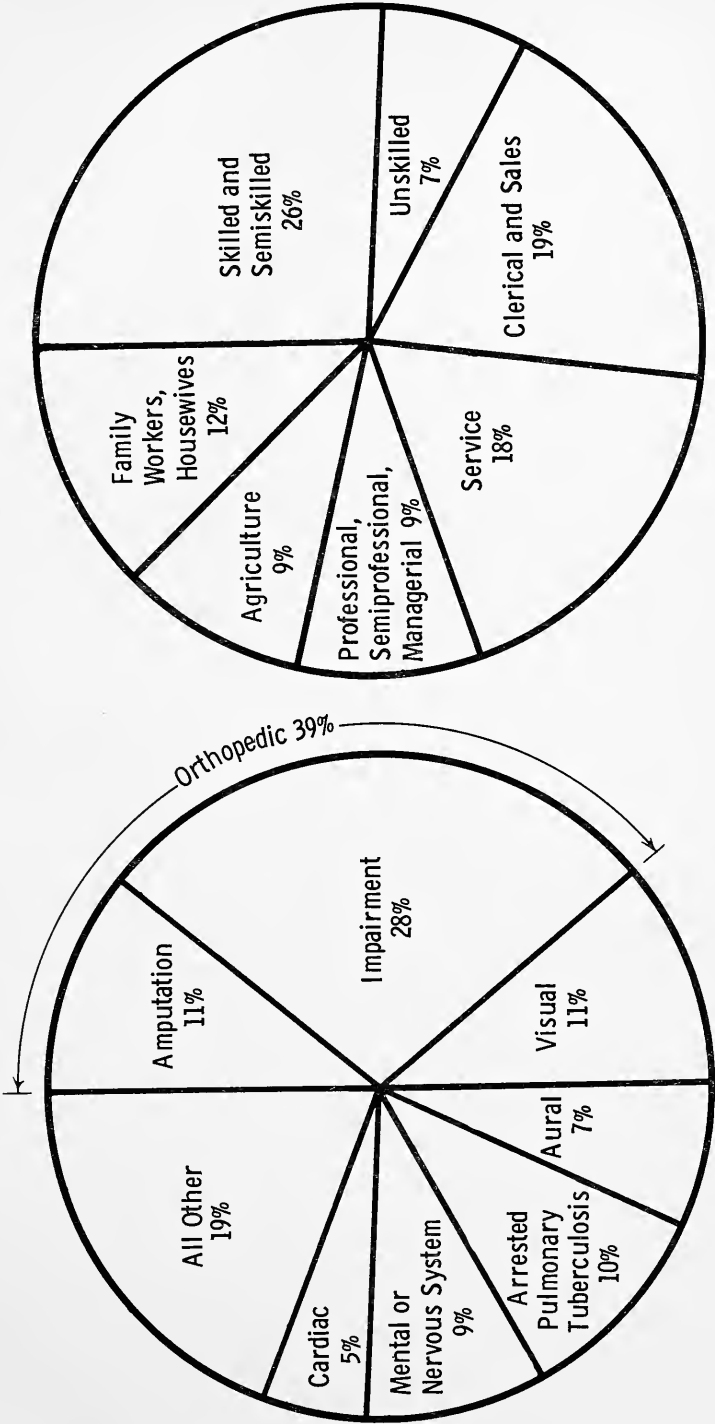 Orthopedic 39%
Amputation
11%
Impairment
28%
Visual
11%
Aural
7%
Arrested
Pulmonary
Tuberculosis
10%
Mental or
Nervous System
9%
Cardiac
5%
All Other
19%
Skilled and
Semiskilled
26%
Unskilled
7%
Clerical and Sales
19%
Service
18%
Professional,
Semiprofessional,
Managerial 9%
Agriculture
9%
Family
Workers,
Housewives
12%